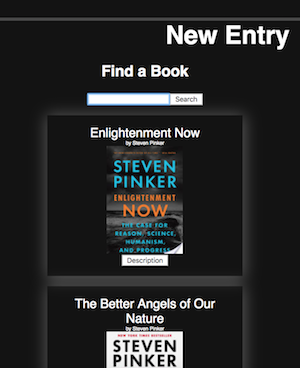 New Entry
Find a Book
Search
Enlightenment Now
by Steven Pinker
STEVEN
PINKER
ENLIGHTENMENT
NOW
THE CASE FOR
REASON, SCIENCE,
HUMANISM,
AND PROGRESS
Description
The Better Angels of Our
Nature
by Steven Pinker
NEW YORK TIMES BESTSELLER
STEVEN
PINKER